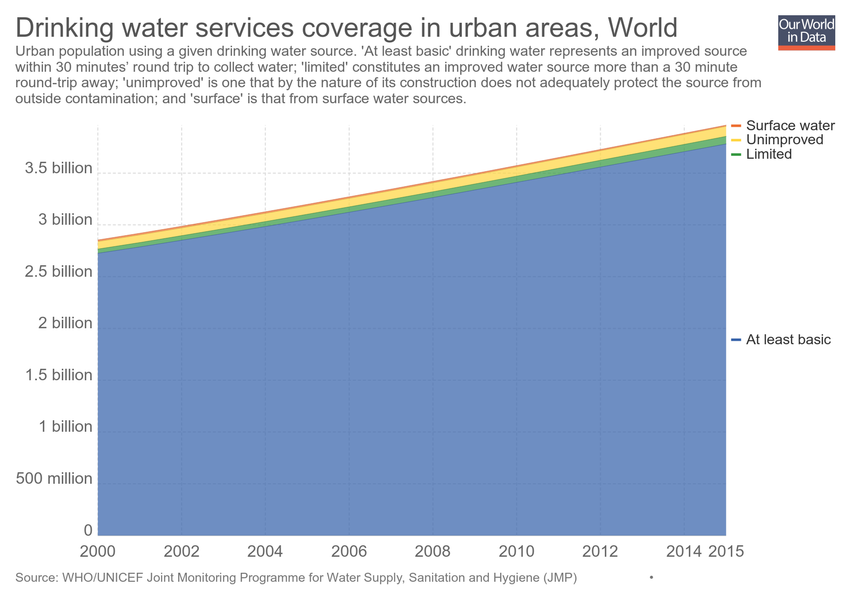 Drinking water services coverage in urban areas, World
Our World
in Data
Urban population using a given drinking water source. 'At least basic' drinking water represents an improved source
within 30 minutes’ round trip to collect water; 'limited' constitutes an improved water source more than a 30 minute
round-trip away; 'unimproved' is one that by the nature of its construction does not adequately protect the source from
outside contamination; and 'surface' is that from surface water sources.
Surface water
Unimproved
Limited
3.5 billion
3 billion
2.5 billion
2 billion
At least basic
1.5 billion
1 billion
500 million
0
2000 2002 2004 2006 2008 2010 2012 2014 2015
Source: WHO/UNICEF Joint Monitoring Programme for Water Supply, Sanitation and Hygiene (JMP) •